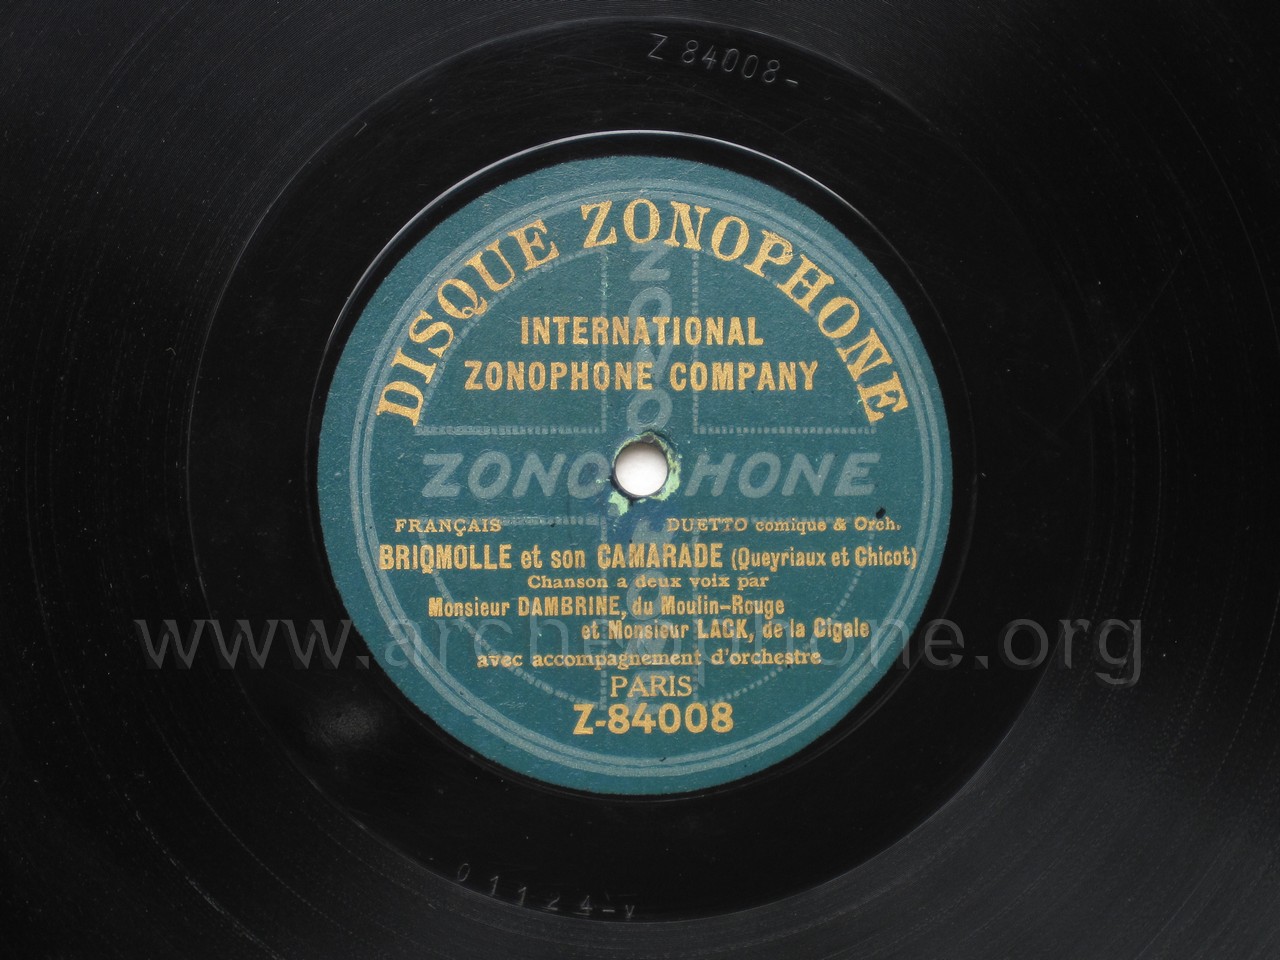 Z 84008-
DISQUE ZONOPHONE
INTERNATIONAL
ZONOPHONE COMPANY
ZONOPHONE
ZONOPHONE
FRANÇAIS DUETTO comique & Orch.
BRIQMOLLE et son CAMARADE (Queyriaux et Chicot)
Chanson a deux voix par
Monsieur DAMBRINE, du Moulin-Rouge
et Monsieur LACK, de la Cigale
www.archeophone.org
avec accompagnement d'orchestre
PARIS
Z-84008
01124-v